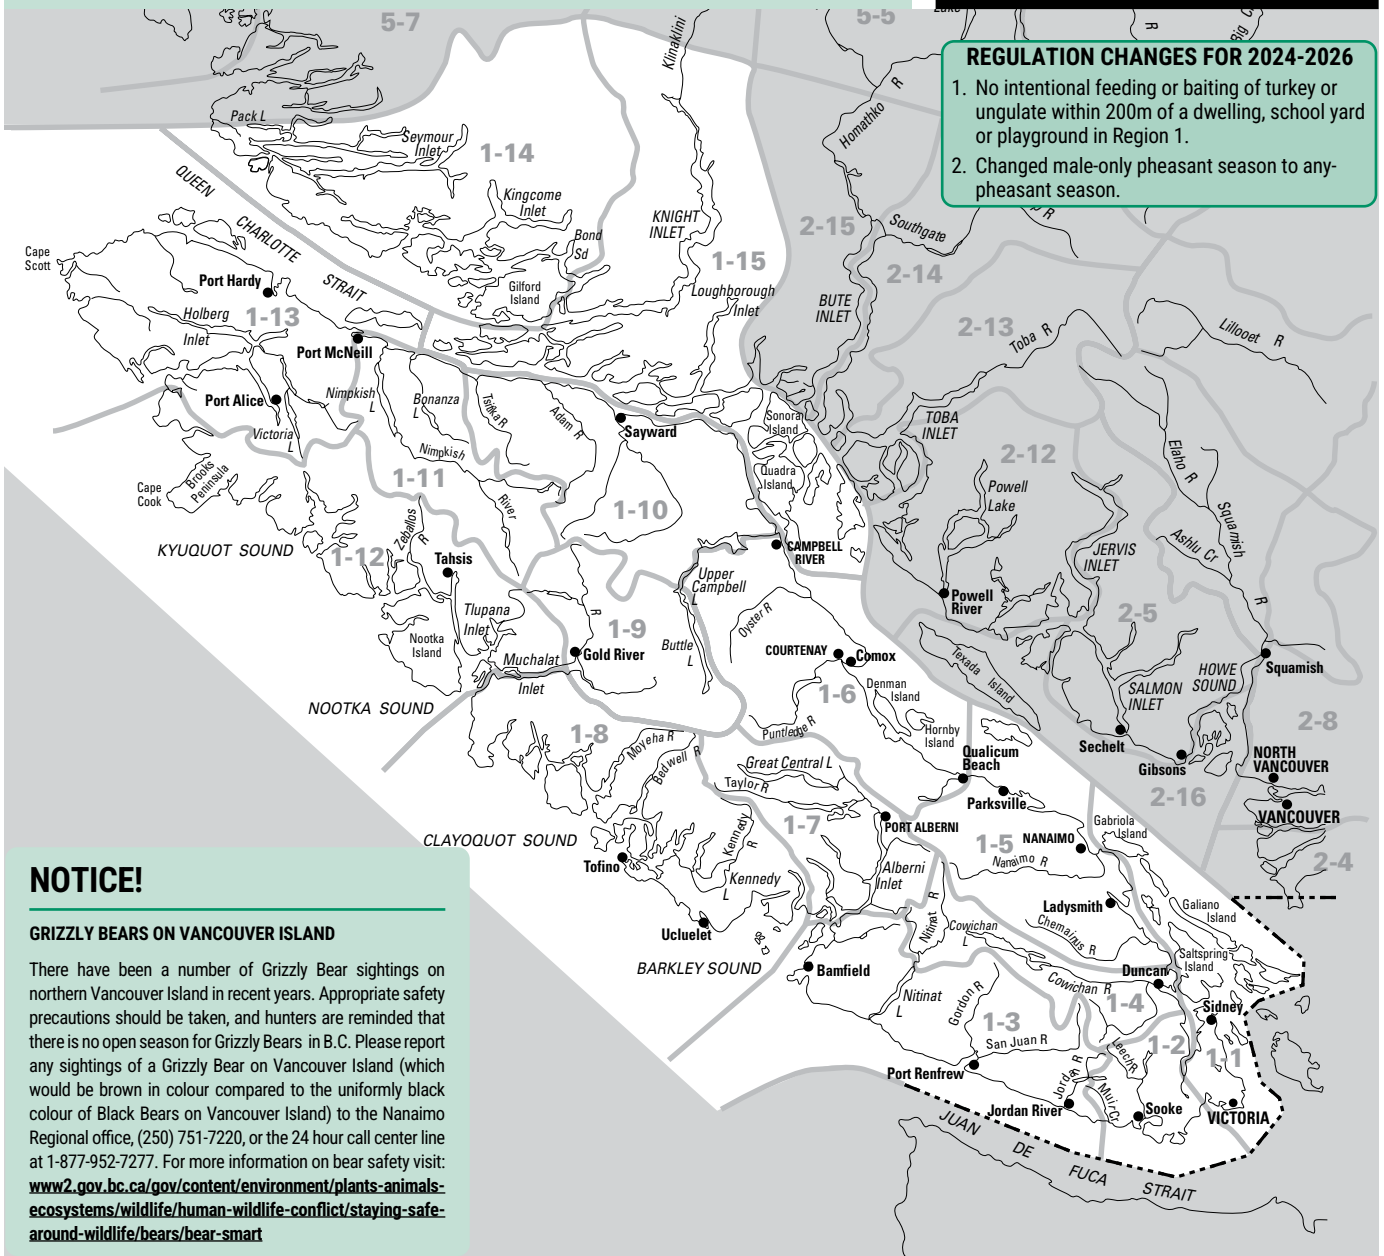 5-7
5-5
Lake
R
Big C
Klinaklini
Homathko R
REGULATION CHANGES FOR 2024-2026
1. No intentional feeding or baiting of turkey or
ungulate within 200m of a dwelling, school yard
or playground in Region 1.
2. Changed male-only pheasant season to any-
pheasant season.
R
Pack L
Seymour
Inlet
1-14
QUEEN
CHARLOTTE
STRAIT
Kingcome
Inlet
Bond
Sd
Gilford
Island
KNIGHT
INLET
1-15
Loughborough
Inlet
2-15
Southgate
2-14
BUTE
INLET
2-13
Toba R
Lillooet R
Cape
Scott
Port Hardy
Holberg
Inlet
1-13
Port McNeill
Port Alice
Victoria
L
Nimpkish
L
Bonanza
L
Tsitika R
Adam R
Sayward
Sonora
Island
Quadra
Island
TOBA
INLET
2-12
Powell
Lake
Elaho R
Squamish
R
Ashlu Cr
Brooks
Peninsula
Cape
Cook
Nimpkish
River
1-11
1-10
KYUQUOT SOUND
1-12
Zeballos
R
Tahsis
CAMPBELL
RIVER
Upper
Campbell
L
JERVIS
INLET
Powell
River
2-5
Oyster R
Tlupana
Inlet
Nootka
Island
R
1-9
Buttle
L
Gold River
Muchalat
Inlet
COURTENAY
Comox
Denman
Island
1-6
Hornby
Island
Texada Island
HOWE
SOUND
Squamish
SALMON
INLET
NOOTKA SOUND
1-8
Moyeha R
Bedwell R
Puntledge R
Great Central L
Taylor R
Qualicum
Beach
Parksville
Sechelt
Gibsons
2-8
NORTH
VANCOUVER
2-16
VANCOUVER
2-4
CLAYOQUOT SOUND
Tofino
Kennedy
R
Kennedy
L
1-7
PORT ALBERNI
Alberni
Inlet
1-5
NANAIMO
Nanaimo R
Gabriola
Island
Ucluelet
Ladysmith
Galiano
Island
Chemainus R
Nitinat R
Cowichan
L
Saltspring
Island
BARKLEY SOUND
Bamfield
Duncan
Cowichan R
Sidney
Nitinat
L
Gordon R
1-3
1-4
San Juan R
1-2
1-1
Leech R
Port Renfrew
Jordan R
Muir Cr
Jordan River
Sooke
VICTORIA
JUAN
DE
FUCA
STRAIT
NOTICE!
GRIZZLY BEARS ON VANCOUVER ISLAND
There have been a number of Grizzly Bear sightings on
northern Vancouver Island in recent years. Appropriate safety
precautions should be taken, and hunters are reminded that
there is no open season for Grizzly Bears in B.C. Please report
any sightings of a Grizzly Bear on Vancouver Island (which
would be brown in colour compared to the uniformly black
colour of Black Bears on Vancouver Island) to the Nanaimo
Regional office, (250) 751-7220, or the 24 hour call center line
at 1-877-952-7277. For more information on bear safety visit:
www2.gov.bc.ca/gov/content/environment/plants-animals-
ecosystems/wildlife/human-wildlife-conflict/staying-safe-
around-wildlife/bears/bear-smart